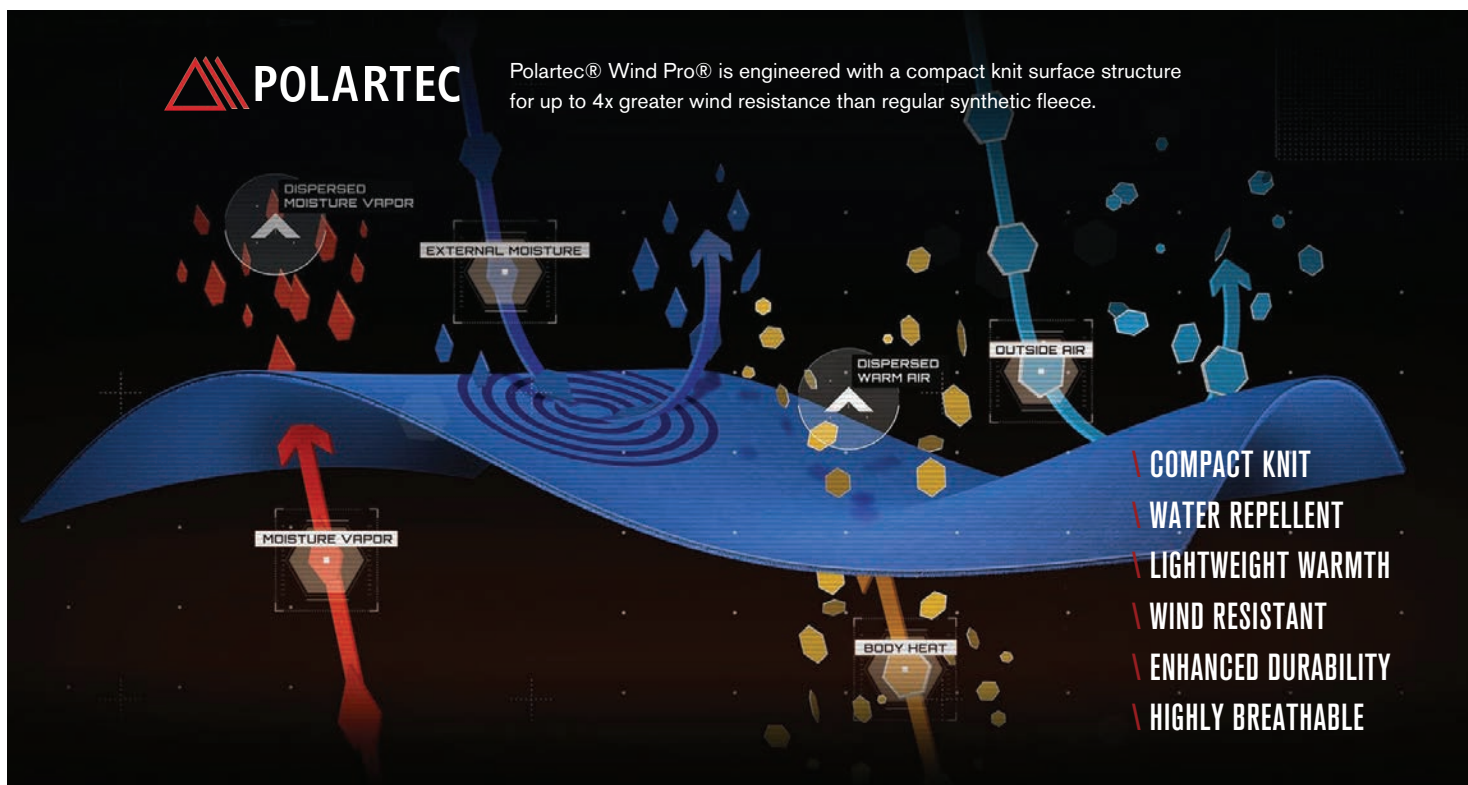 POLARTEC
Polartec® Wind Pro® is engineered with a compact knit surface structure
for up to 4x greater wind resistance than regular synthetic fleece.
DISPERSED
MOISTURE VAPOR
EXTERNAL MOISTURE
OUTSIDE AIR
DISPERSED
WARM AIR
MOISTURE VAPOR
BODY HEAT
\ COMPACT KNIT
\ WATER REPELLENT
\ LIGHTWEIGHT WARMTH
\ WIND RESISTANT
\ ENHANCED DURABILITY
\ HIGHLY BREATHABLE